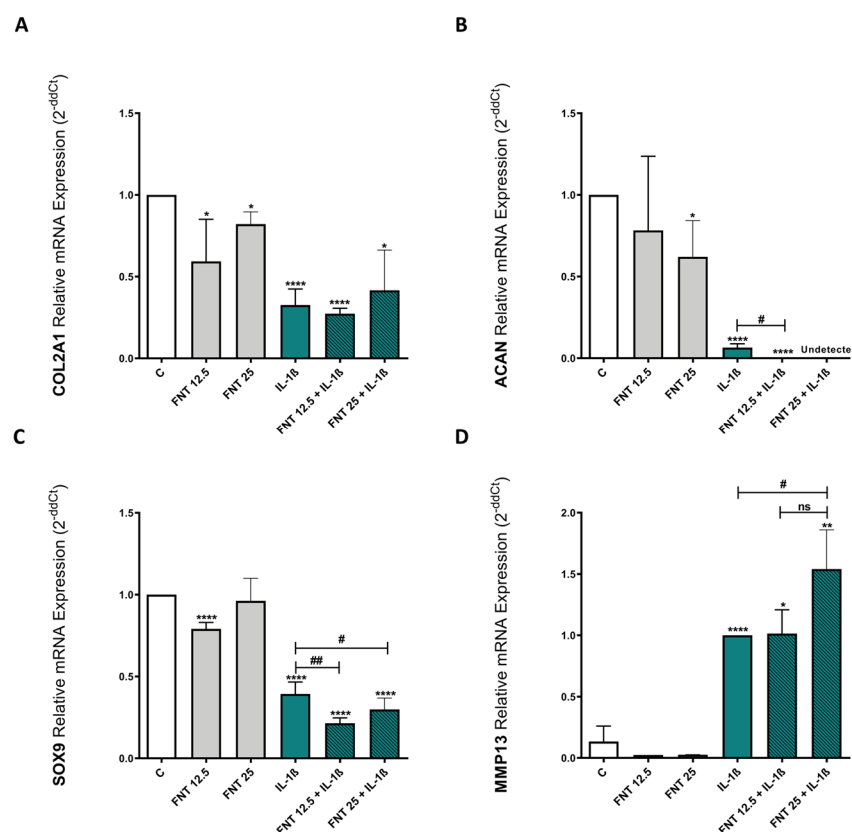 A
COL2A1 Relative mRNA Expression (2-ddCt)
1.5
1.0
0.5
0.0
*
*
****
****
*
C
FNT 12.5
FNT 25
IL-1ß
FNT 12.5 + IL-1ß
FNT 25 + IL-1ß
B
ACAN Relative mRNA Expression (2-ddCt)
1.5
1.0
0.5
0.0
*
#
****
****
Undetecte
C
FNT 12.5
FNT 25
IL-1ß
FNT 12.5 + IL-1ß
FNT 25 + IL-1ß
C
SOX9 Relative mRNA Expression (2-ddCt)
1.5
1.0
0.5
0.0
****
#
##
****
****
****
C
FNT 12.5
FNT 25
IL-1ß
FNT 12.5 + IL-1ß
FNT 25 + IL-1ß
D
MMP13 Relative mRNA Expression (2-ddCt)
2.0
1.5
1.0
0.5
0.0
#
ns
****
*
**
C
FNT 12.5
FNT 25
IL-1ß
FNT 12.5 + IL-1ß
FNT 25 + IL-1ß